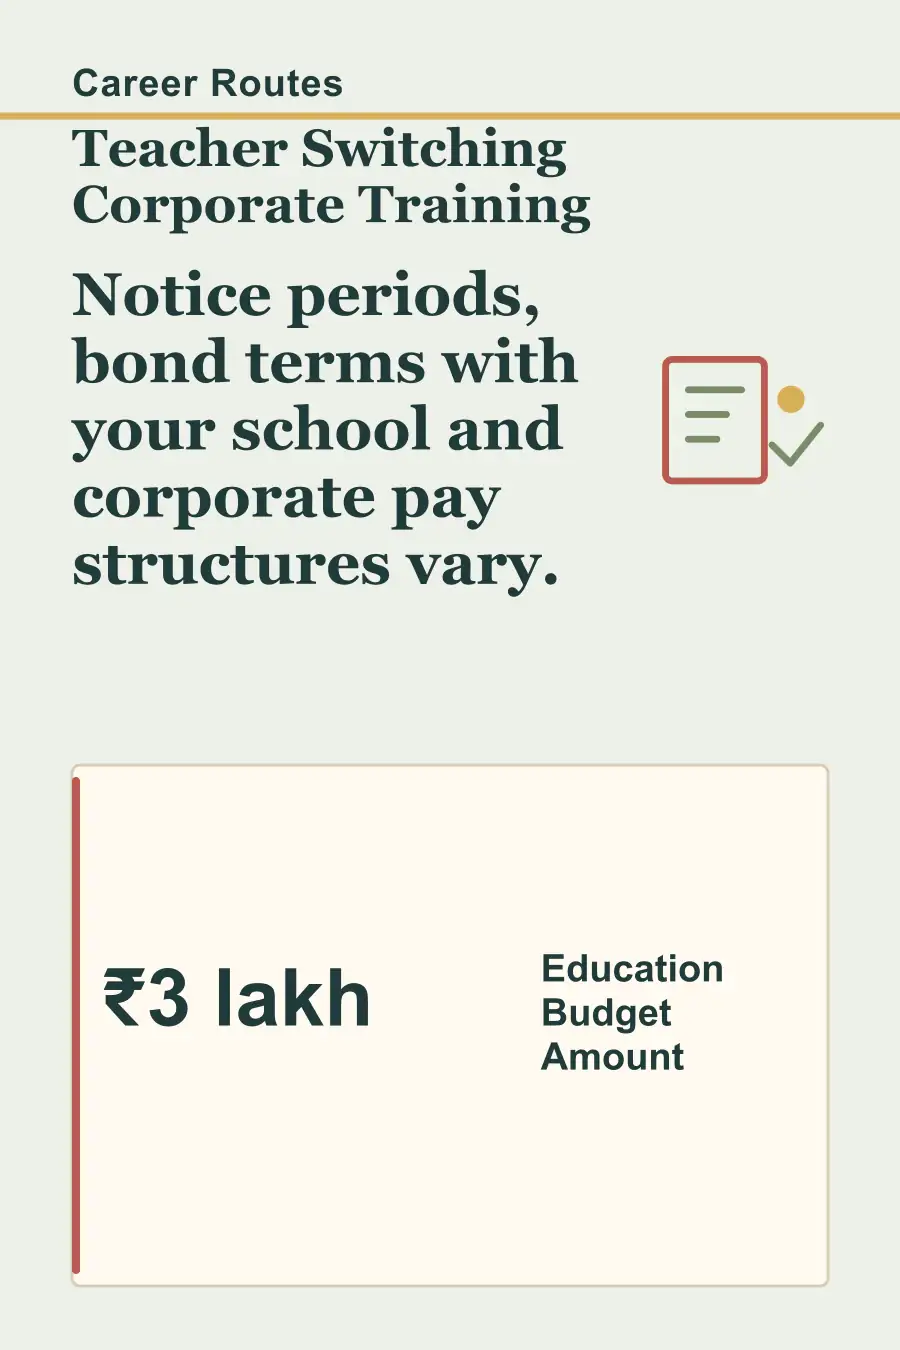 Career Routes
Teacher Switching
Corporate Training
Notice periods,
bond terms with
your school and
corporate pay
structures vary.
₹3 lakh
Education
Budget
Amount